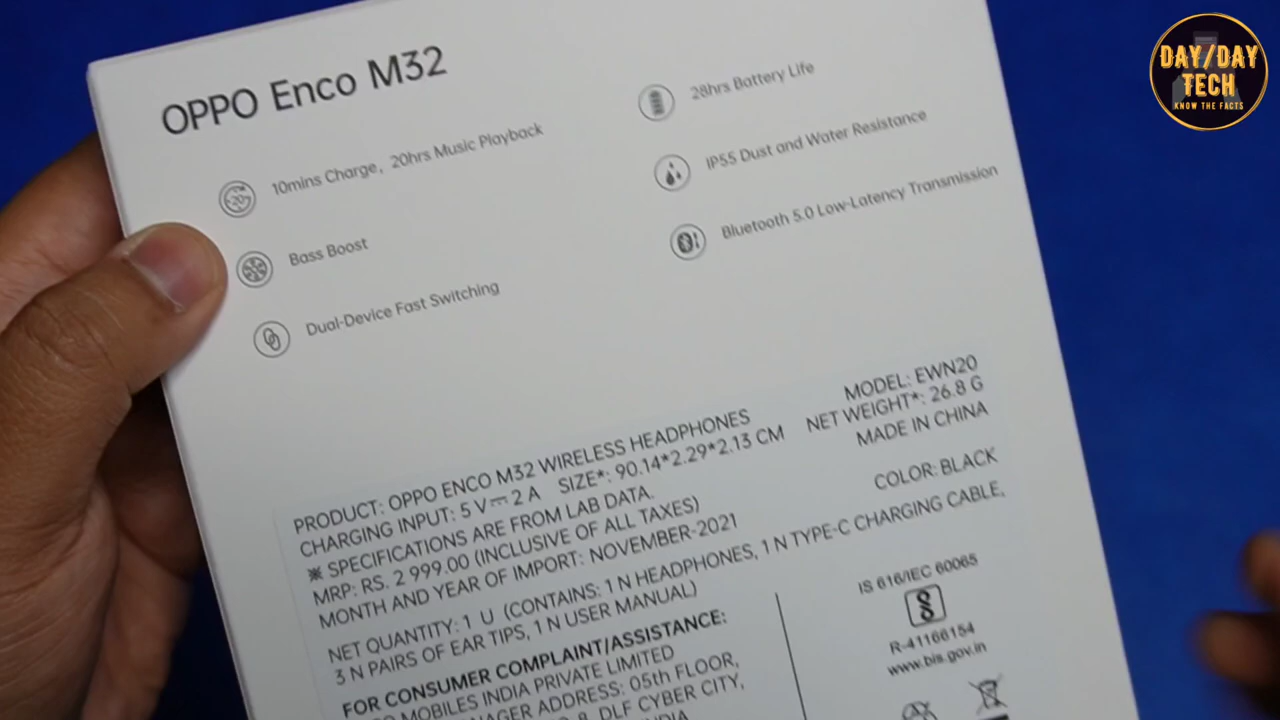 DAY/DAY
TECH
KNOW THE FACTS
OPPO Enco M32
10mins Charge, 20hrs Music Playback
28hrs Battery Life
Bass Boost
IP55 Dust and Water Resistance
Dual-Device Fast Switching
Bluetooth 5.0 Low-Latency Transmission
PRODUCT: OPPO ENCO M32 WIRELESS HEADPHONES MODEL: EWN20
CHARGING INPUT: 5 V⎓2 A SIZE*: 90.14*2.29*2.13 CM NET WEIGHT*: 26.8 G
※ SPECIFICATIONS ARE FROM LAB DATA. MADE IN CHINA
MRP: RS. 2 999.00 (INCLUSIVE OF ALL TAXES)
MONTH AND YEAR OF IMPORT: NOVEMBER-2021 COLOR: BLACK
NET QUANTITY: 1 U (CONTAINS: 1 N HEADPHONES, 1 N TYPE-C CHARGING CABLE,
3 N PAIRS OF EAR TIPS, 1 N USER MANUAL)
FOR CONSUMER COMPLAINT/ASSISTANCE:
MOBILES INDIA PRIVATE LIMITED
ADDRESS: 05th FLOOR,
8, DLF CYBER CITY,
IS 616/IEC 60065
R-41166154
www.bis.gov.in